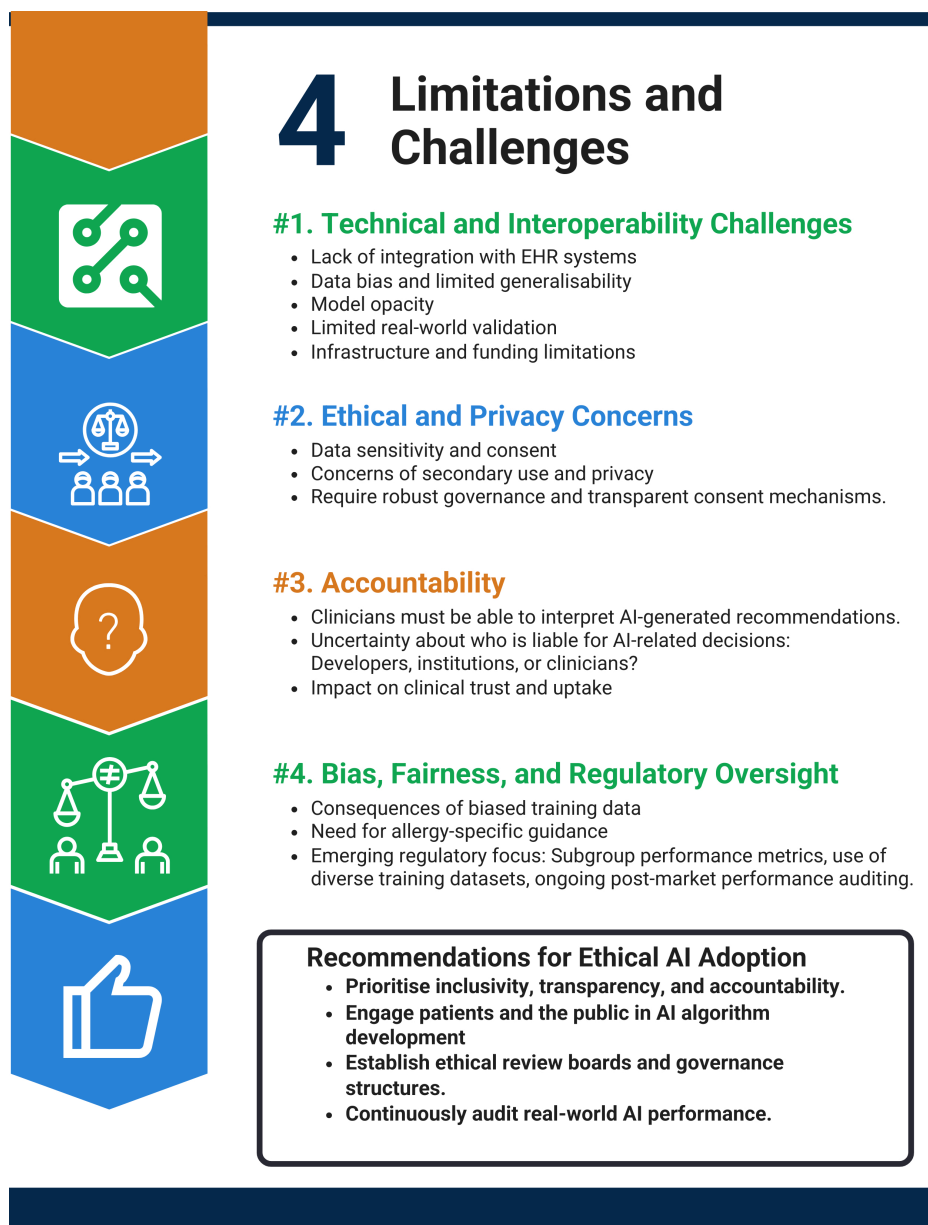 4
Limitations and
Challenges
#1. Technical and Interoperability Challenges
• Lack of integration with EHR systems
• Data bias and limited generalisability
• Model opacity
• Limited real-world validation
• Infrastructure and funding limitations
#2. Ethical and Privacy Concerns
• Data sensitivity and consent
• Concerns of secondary use and privacy
• Require robust governance and transparent consent mechanisms.
?
#3. Accountability
• Clinicians must be able to interpret AI-generated recommendations.
• Uncertainty about who is liable for AI-related decisions:
Developers, institutions, or clinicians?
• Impact on clinical trust and uptake
≠
#4. Bias, Fairness, and Regulatory Oversight
• Consequences of biased training data
• Need for allergy-specific guidance
• Emerging regulatory focus: Subgroup performance metrics, use of
diverse training datasets, ongoing post-market performance auditing.
Recommendations for Ethical AI Adoption
• Prioritise inclusivity, transparency, and accountability.
• Engage patients and the public in AI algorithm
development
• Establish ethical review boards and governance
structures.
• Continuously audit real-world AI performance.